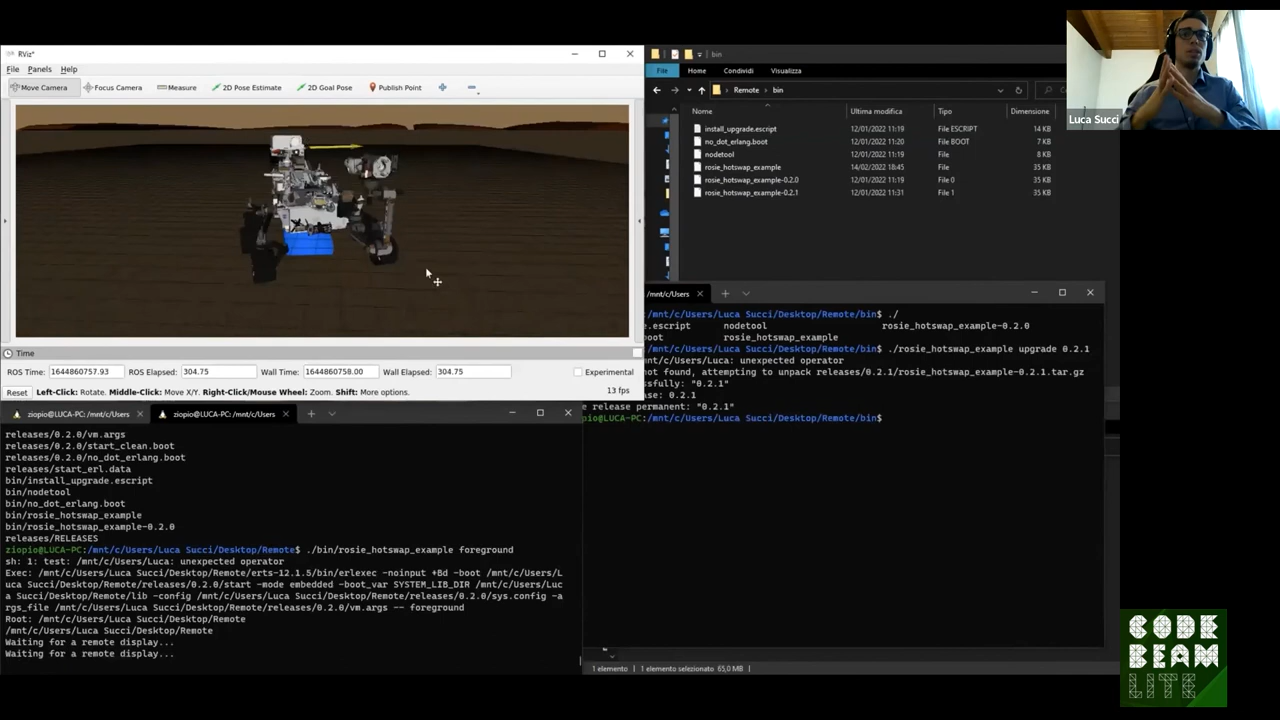 RViz*
File Panels Help
Move Camera Focus Camera Measure 2D Pose Estimate 2D Goal Pose Publish Point
Time
ROS Time: 1644860757.93 ROS Elapsed: 304.75 Wall Time: 1644860758.00 Wall Elapsed: 304.75 Experimental
Reset Left-Click: Rotate. Middle-Click: Move X/Y. Right-Click/Mouse Wheel: Zoom. Shift: More options. 13 fps
ziopio@LUCA-PC: /mnt/c/Users ziopio@LUCA-PC: /mnt/c/Users
releases/0.2.0/vm.args
releases/0.2.0/start_clean.boot
releases/0.2.0/no_dot_erlang.boot
releases/start_erl.data
bin/install_upgrade.escript
bin/nodetool
bin/no_dot_erlang.boot
bin/rosie_hotswap_example
bin/rosie_hotswap_example-0.2.0
releases/RELEASES
ziopio@LUCA-PC:/mnt/c/Users/Luca Succi/Desktop/Remote$ ./bin/rosie_hotswap_example foreground
sh: 1: test: /mnt/c/Users/Luca: unexpected operator
Exec: /mnt/c/Users/Luca Succi/Desktop/Remote/erts-12.1.5/bin/erlexec -noinput +Bd -boot /mnt/c/Users/L
uca Succi/Desktop/Remote/releases/0.2.0/start -mode embedded -boot_var SYSTEM_LIB_DIR /mnt/c/Users/Luc
a Succi/Desktop/Remote/lib -config /mnt/c/Users/Luca Succi/Desktop/Remote/releases/0.2.0/sys.config -a
rgs_file /mnt/c/Users/Luca Succi/Desktop/Remote/releases/0.2.0/vm.args -- foreground
Root: /mnt/c/Users/Luca Succi/Desktop/Remote
/mnt/c/Users/Luca Succi/Desktop/Remote
Waiting for a remote display...
Waiting for a remote display...
bin
File Home Condividi Visualizza
Remote bin
Nome Ultima modifica Tipo Dimensione
install_upgrade.escript 12/01/2022 11:19 File ESCRIPT 14 KB
no_dot_erlang.boot 12/01/2022 11:20 File BOOT 7 KB
nodetool 12/01/2022 11:19 File 8 KB
rosie_hotswap_example 14/02/2022 18:45 File 35 KB
rosie_hotswap_example-0.2.0 12/01/2022 11:19 File 0 35 KB
rosie_hotswap_example-0.2.1 12/01/2022 11:31 File 1 35 KB
/mnt/c/Users
:/mnt/c/Users/Luca Succi/Desktop/Remote/bin$ ./
e.escript nodetool rosie_hotswap_example-0.2.0
boot rosie_hotswap_example
:/mnt/c/Users/Luca Succi/Desktop/Remote/bin$ ./rosie_hotswap_example upgrade 0.2.1
/mnt/c/Users/Luca: unexpected operator
not found, attempting to unpack releases/0.2.1/rosie_hotswap_example-0.2.1.tar.gz
ssfully: "0.2.1"
ase: 0.2.1
e release permanent: "0.2.1"
pio@LUCA-PC:/mnt/c/Users/Luca Succi/Desktop/Remote/bin$
1 elemento 1 elemento selezionato 65,0 MB
Luca Succi
CODE
BEAM
LITE